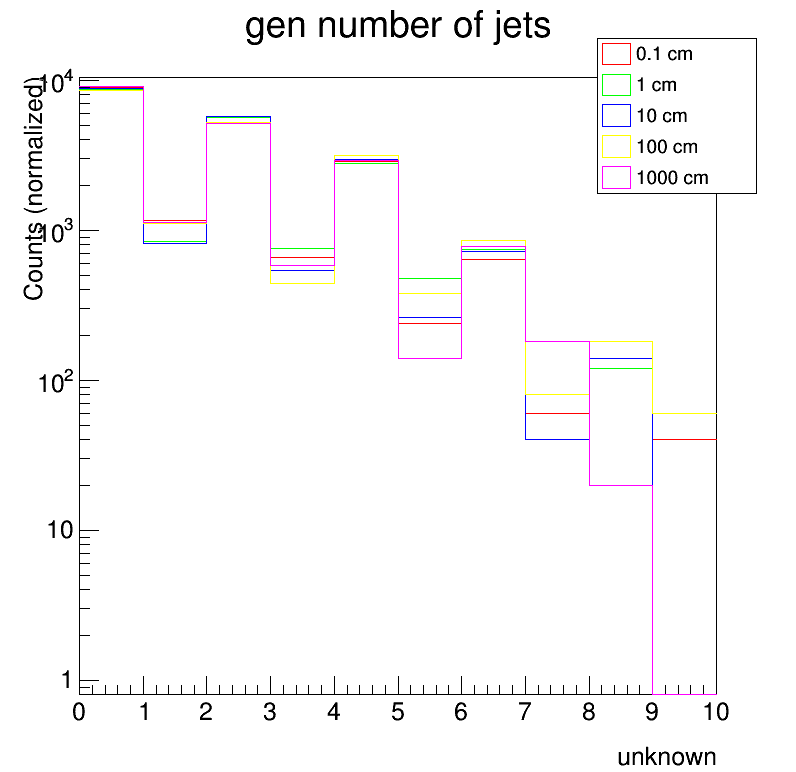 gen number of jets
0.1 cm
1 cm
10 cm
100 cm
1000 cm
Counts (normalized)
10^4
10^3
10^2
10
1
0 1 2 3 4 5 6 7 8 9 10
unknown